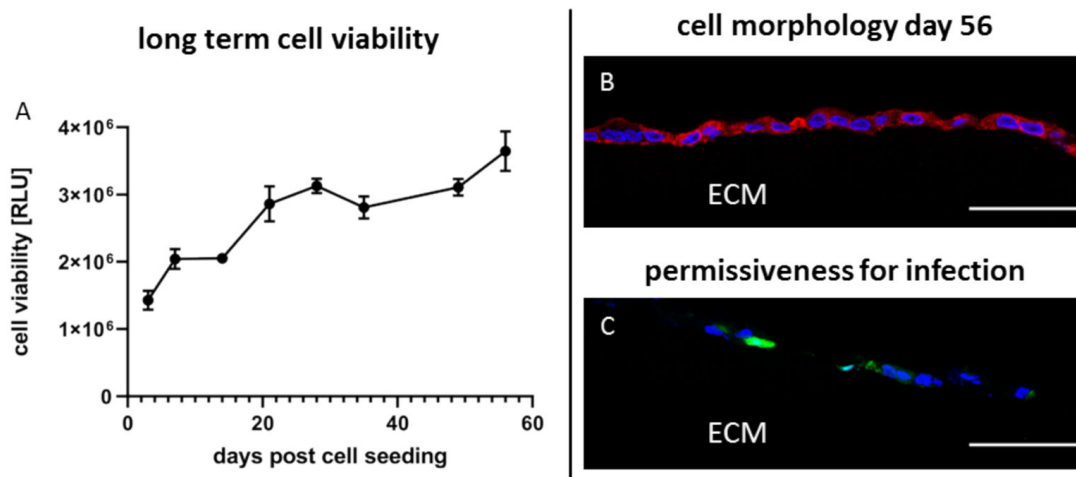 long term cell viability
A
4×10⁶
3×10⁶
2×10⁶
1×10⁶
0
cell viability [RLU]
0 20 40 60
days post cell seeding
cell morphology day 56
B
ECM
permissiveness for infection
C
ECM